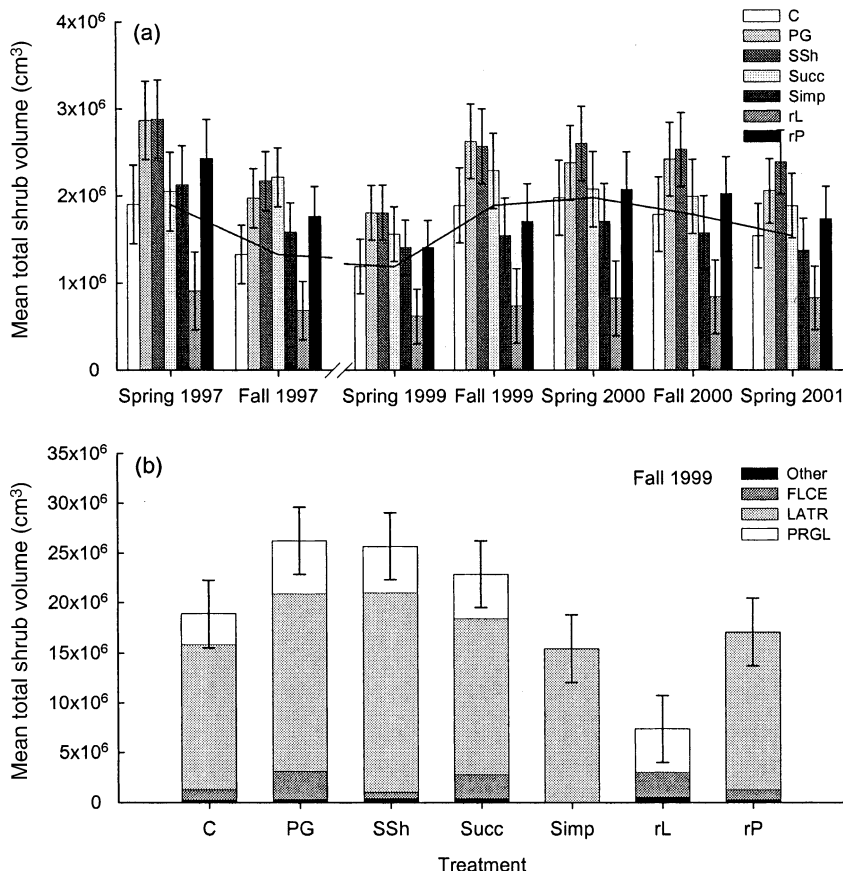 (a)
Mean total shrub volume (cm³)
4x10⁶
3x10⁶
2x10⁶
1x10⁶
0
C
PG
SSh
Succ
Simp
rL
rP
Spring 1997 Fall 1997 Spring 1999 Fall 1999 Spring 2000 Fall 2000 Spring 2001
(b)
Mean total shrub volume (cm³)
35x10⁶
30x10⁶
25x10⁶
20x10⁶
15x10⁶
10x10⁶
5x10⁶
0
Fall 1999
Other
FLCE
LATR
PRGL
C PG SSh Succ Simp rL rP
Treatment